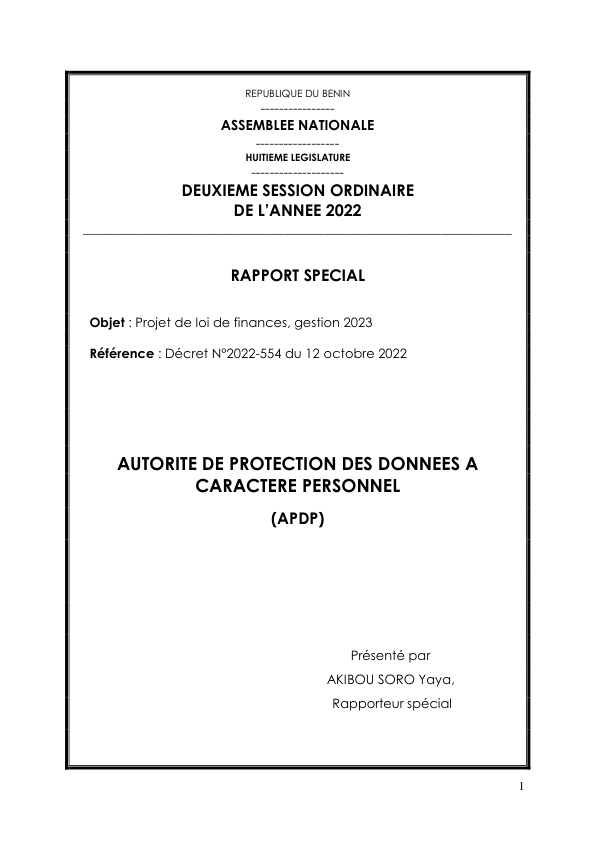 REPUBLIQUE DU BENIN
----------------
ASSEMBLEE NATIONALE
------------------
HUITIEME LEGISLATURE
--------------------
DEUXIEME SESSION ORDINAIRE
DE L'ANNEE 2022
RAPPORT SPECIAL
Objet : Projet de loi de finances, gestion 2023
Référence : Décret N°2022-554 du 12 octobre 2022
AUTORITE DE PROTECTION DES DONNEES A
CARACTERE PERSONNEL
(APDP)
Présenté par
AKIBOU SORO Yaya,
Rapporteur spécial
1